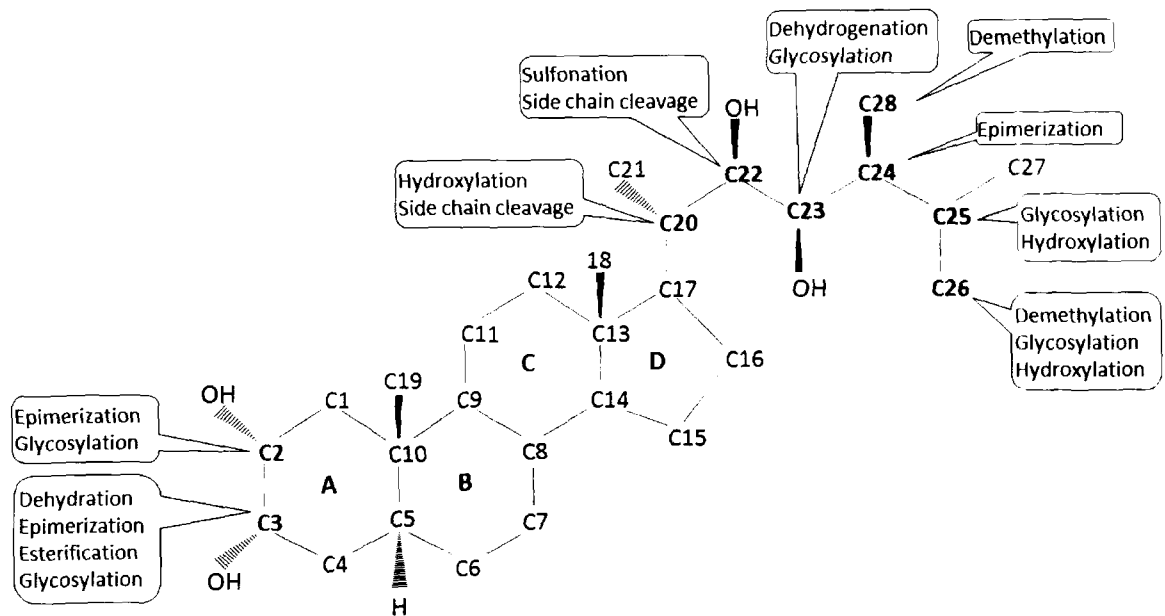 Dehydrogenation
Glycosylation
Demethylation
Sulfonation
Side chain cleavage
OH
C28
Epimerization
C21
C22
C24
C27
Hydroxylation
Side chain cleavage
C20
C23
C25
Glycosylation
Hydroxylation
18
OH
C26
C12
C17
Demethylation
Glycosylation
Hydroxylation
C11
C13
C16
C
D
C19
OH
C1
C9
C14
C15
Epimerization
Glycosylation
C2
C10
C8
A
B
Dehydration
Epimerization
Esterification
Glycosylation
C3
C5
C7
OH
C4
C6
H